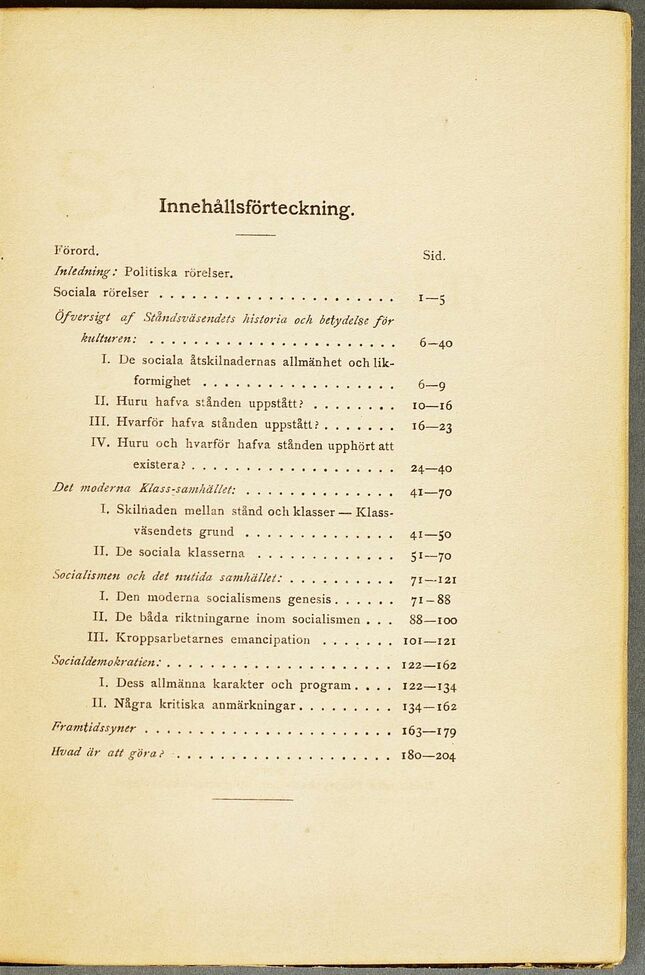 Innehållsförteckning.
Förord.
Sid.
Inledning: Politiska rörelser.
Sociala rörelser . . . . . . . . . . . . . . . . . . . . . . 1—5
Öfversigt af Ståndsväsendets historia och betydelse för
kulturen: . . . . . . . . . . . . . . . . . . . . . . . 6—40
I. De sociala åtskilnadernas allmänhet och lik-
formighet . . . . . . . . . . . . . . . . . . 6—9
II. Huru hafva stånden uppstått? . . . . . . . . 10—16
III. Hvarför hafva stånden uppstått? . . . . . . . 16—23
IV. Huru och hvarför hafva stånden upphört att
existera? . . . . . . . . . . . . . . . . . . . 24—40
Det moderna Klass-samhället: . . . . . . . . . . . . . . 41—70
I. Skilnaden mellan stånd och klasser — Klass-
väsendets grund . . . . . . . . . . . . . . 41—50
II. De sociala klasserna . . . . . . . . . . . . . 51—70
Socialismen och det nutida samhället: . . . . . . . . . . 71—121
I. Den moderna socialismens genesis . . . . . . 71—88
II. De båda riktningarne inom socialismen . . . 88—100
III. Kroppsarbetarnes emancipation . . . . . . . 101—121
Socialdemokratien: . . . . . . . . . . . . . . . . . . . . . 122—162
I. Dess allmänna karakter och program . . . . 122—134
II. Några kritiska anmärkningar . . . . . . . . . 134—162
Framtidssyner . . . . . . . . . . . . . . . . . . . . . . . 163—179
Hvad är att göra? . . . . . . . . . . . . . . . . . . . . 180—204